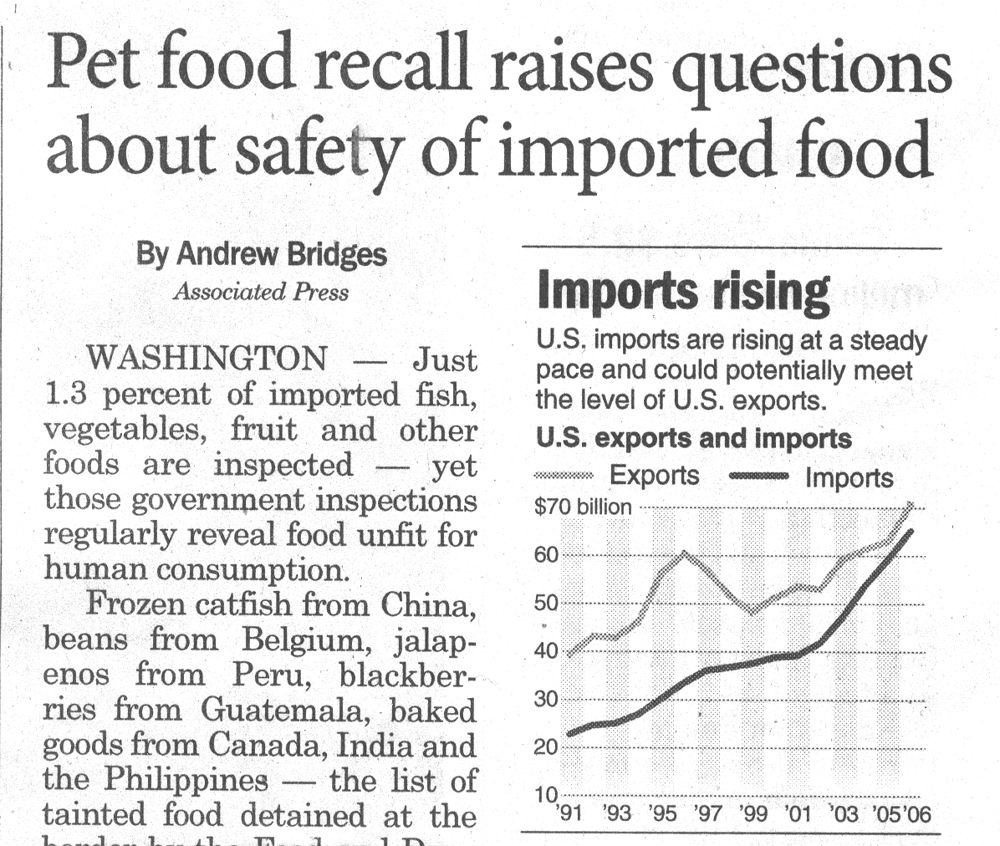 Pet food recall raises questions
about safety of imported food
By Andrew Bridges
Associated Press
WASHINGTON — Just
1.3 percent of imported fish,
vegetables, fruit and other
foods are inspected — yet
those government inspections
regularly reveal food unfit for
human consumption.
Frozen catfish from China,
beans from Belgium, jalap-
enos from Peru, blackber-
ries from Guatemala, baked
goods from Canada, India and
the Philippines — the list of
tainted food detained at the
Imports rising
U.S. imports are rising at a steady
pace and could potentially meet
the level of U.S. exports.
U.S. exports and imports
Exports Imports
$70 billion
60
50
40
30
20
10
'91 '93 '95 '97 '99 '01 '03 '05 '06